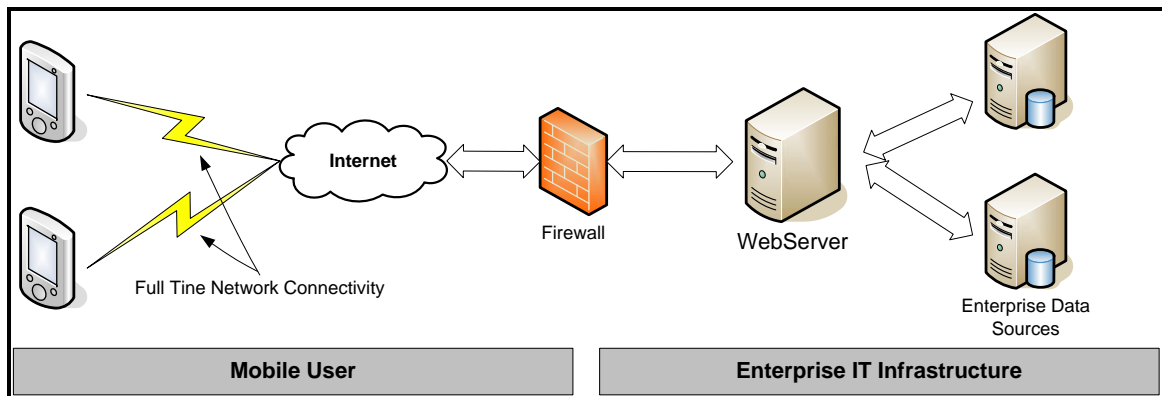 Internet
Firewall
WebServer
Full Tine Network Connectivity
Enterprise Data
Sources
Mobile User
Enterprise IT Infrastructure